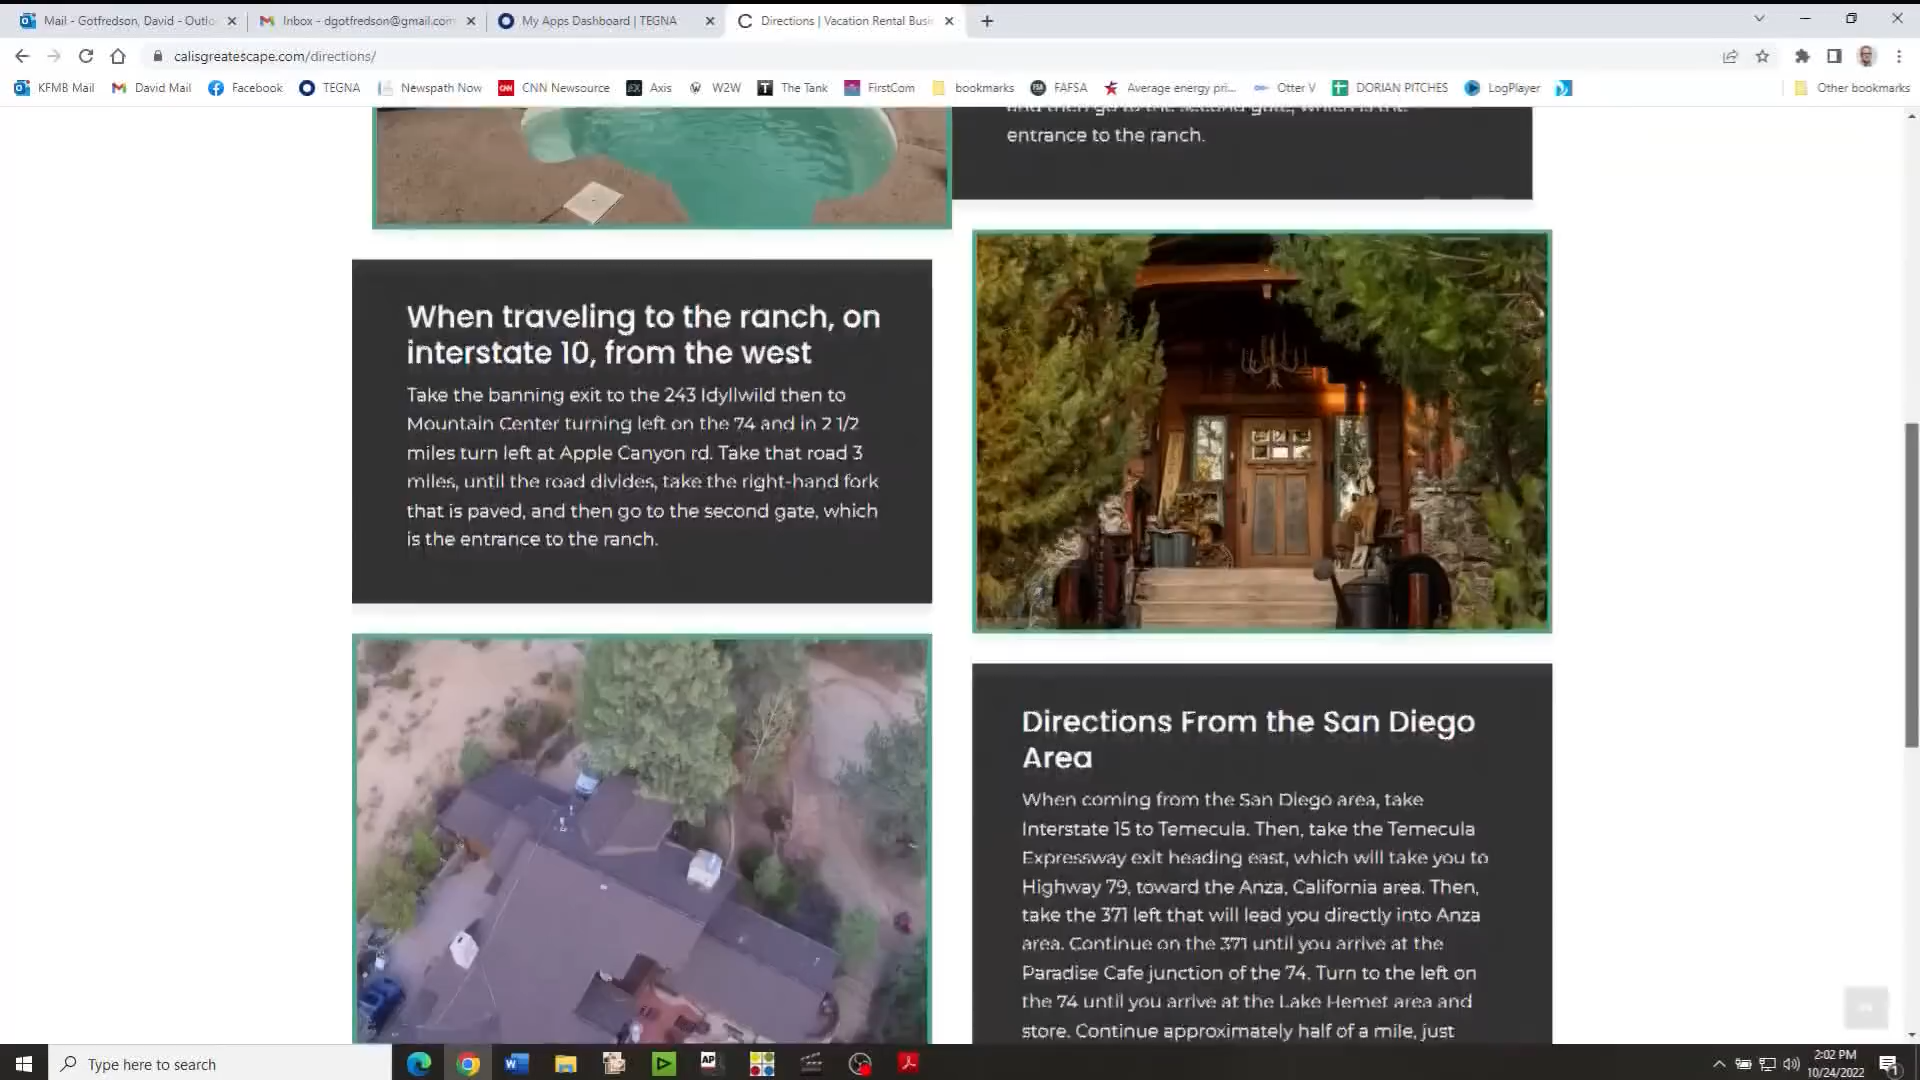 Mail - Gotfredson, David - Outlo
Inbox - dgotfredson@gmail.com
My Apps Dashboard | TEGNA
Directions | Vacation Rental Busi
calisgreatescape.com/directions/
KFMB Mail
David Mail
Facebook
TEGNA
Newspath Now
CNN Newsource
Axis
W2W
The Tank
FirstCom
bookmarks
FAFSA
Average energy pri...
Otter V
DORIAN PITCHES
LogPlayer
Other bookmarks
and then go to the second gate, which is the
entrance to the ranch.
When traveling to the ranch, on
interstate 10, from the west
Take the banning exit to the 243 Idyllwild then to
Mountain Center turning left on the 74 and in 2 1/2
miles turn left at Apple Canyon rd. Take that road 3
miles, until the road divides, take the right-hand fork
that is paved, and then go to the second gate, which
is the entrance to the ranch.
Directions From the San Diego
Area
When coming from the San Diego area, take
Interstate 15 to Temecula. Then, take the Temecula
Expressway exit heading east, which will take you to
Highway 79, toward the Anza, California area. Then,
take the 371 left that will lead you directly into Anza
area. Continue on the 371 until you arrive at the
Paradise Cafe junction of the 74. Turn to the left on
the 74 until you arrive at the Lake Hemet area and
store. Continue approximately half of a mile, just
Type here to search
AP
2:02 PM
10/24/2022